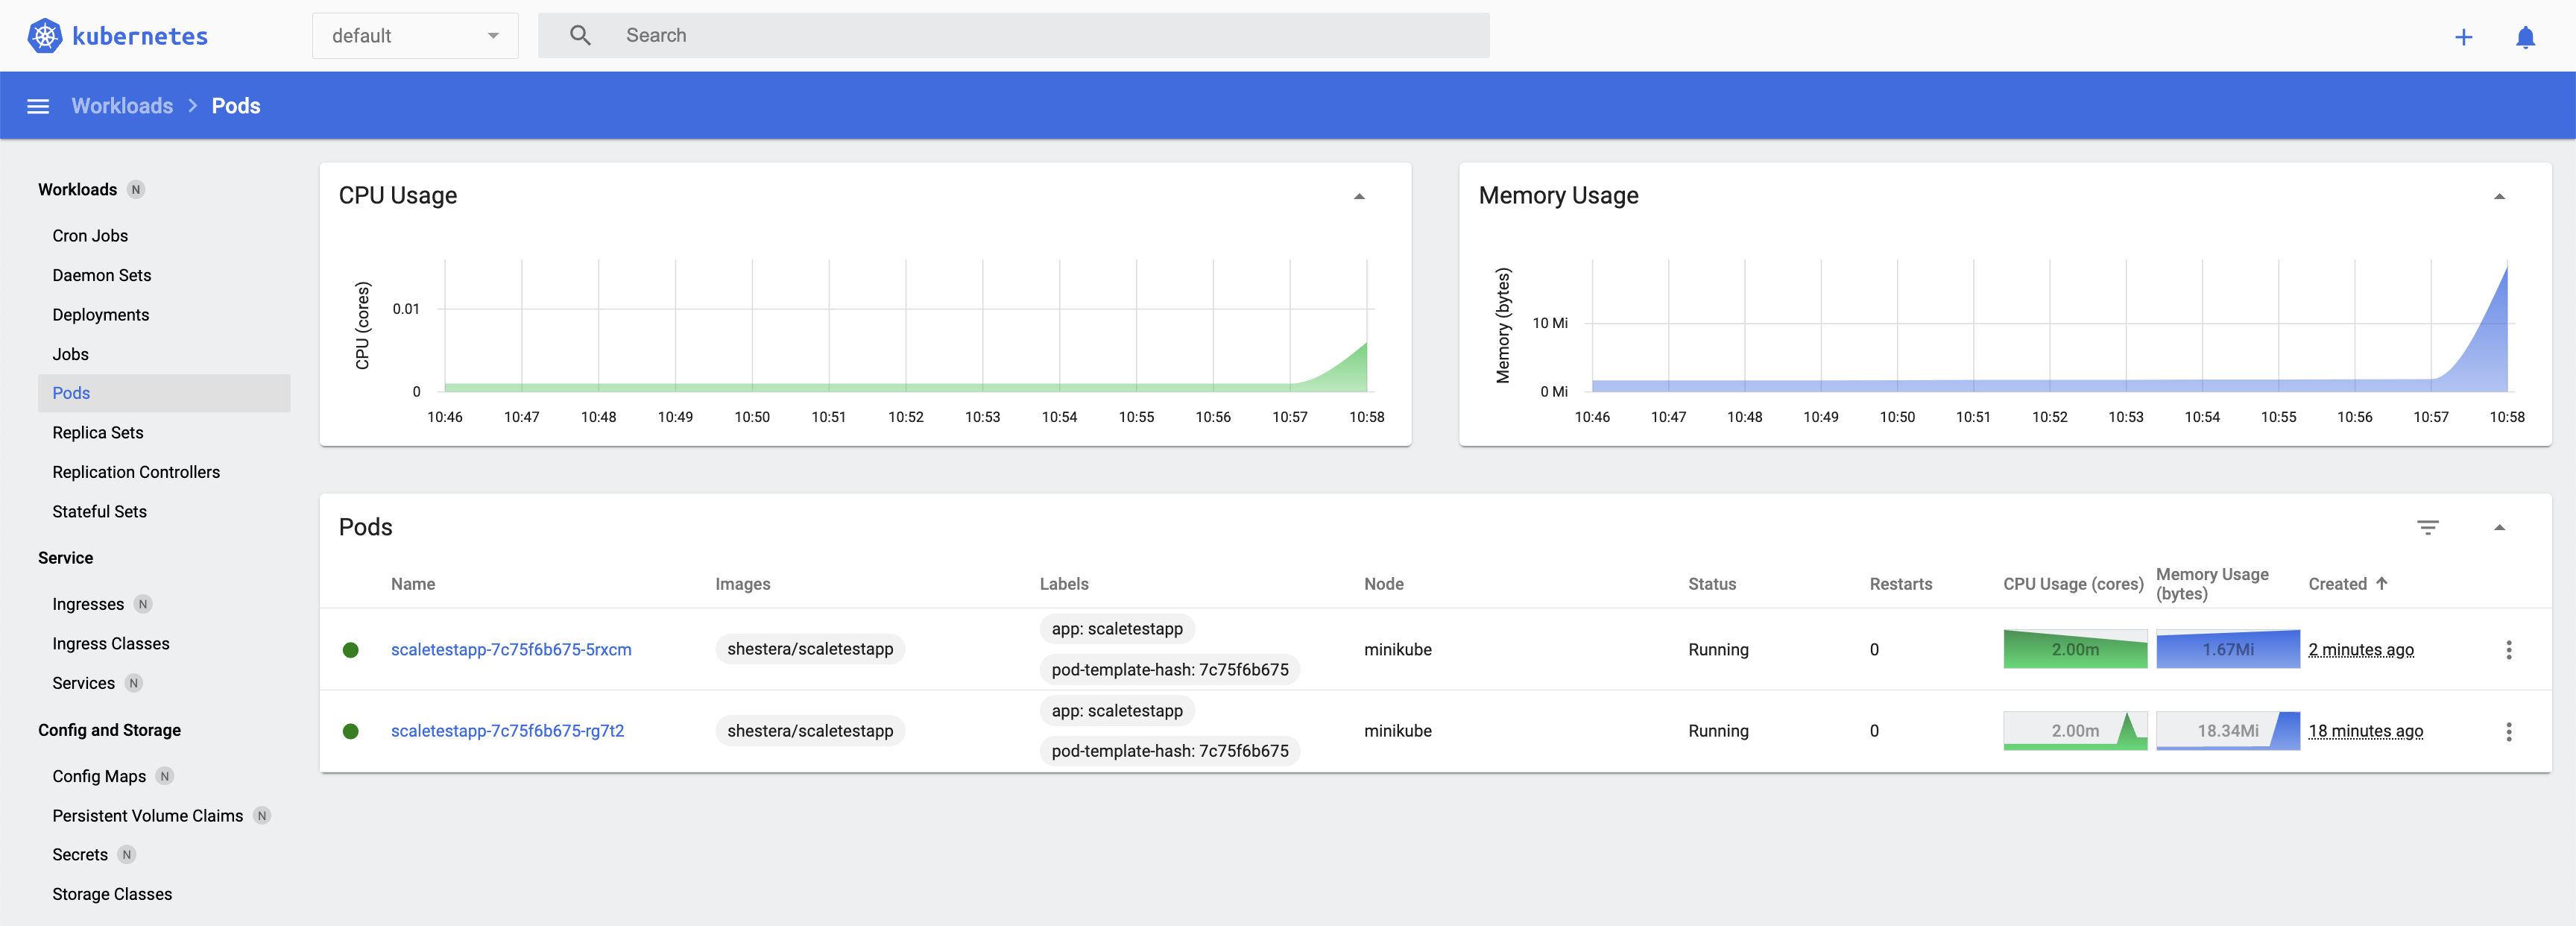 kubernetes
default
Search
Workloads > Pods
Workloads N
Cron Jobs
Daemon Sets
Deployments
Jobs
Pods
Replica Sets
Replication Controllers
Stateful Sets
Service
Ingresses N
Ingress Classes
Services N
Config and Storage
Config Maps N
Persistent Volume Claims N
Secrets N
Storage Classes
CPU Usage
CPU (cores)
0.01
0
10:46 10:47 10:48 10:49 10:50 10:51 10:52 10:53 10:54 10:55 10:56 10:57 10:58
Memory Usage
Memory (bytes)
10 Mi
0 Mi
10:46 10:47 10:48 10:49 10:50 10:51 10:52 10:53 10:54 10:55 10:56 10:57 10:58
Pods
Name Images Labels Node Status Restarts CPU Usage (cores) Memory Usage (bytes) Created ↑
scaletestapp-7c75f6b675-5rxcm shestera/scaletestapp app: scaletestapp minikube Running 0 2.00m 1.67Mi 2 minutes ago
pod-template-hash: 7c75f6b675
scaletestapp-7c75f6b675-rg7t2 shestera/scaletestapp app: scaletestapp minikube Running 0 2.00m 18.34Mi 18 minutes ago
pod-template-hash: 7c75f6b675